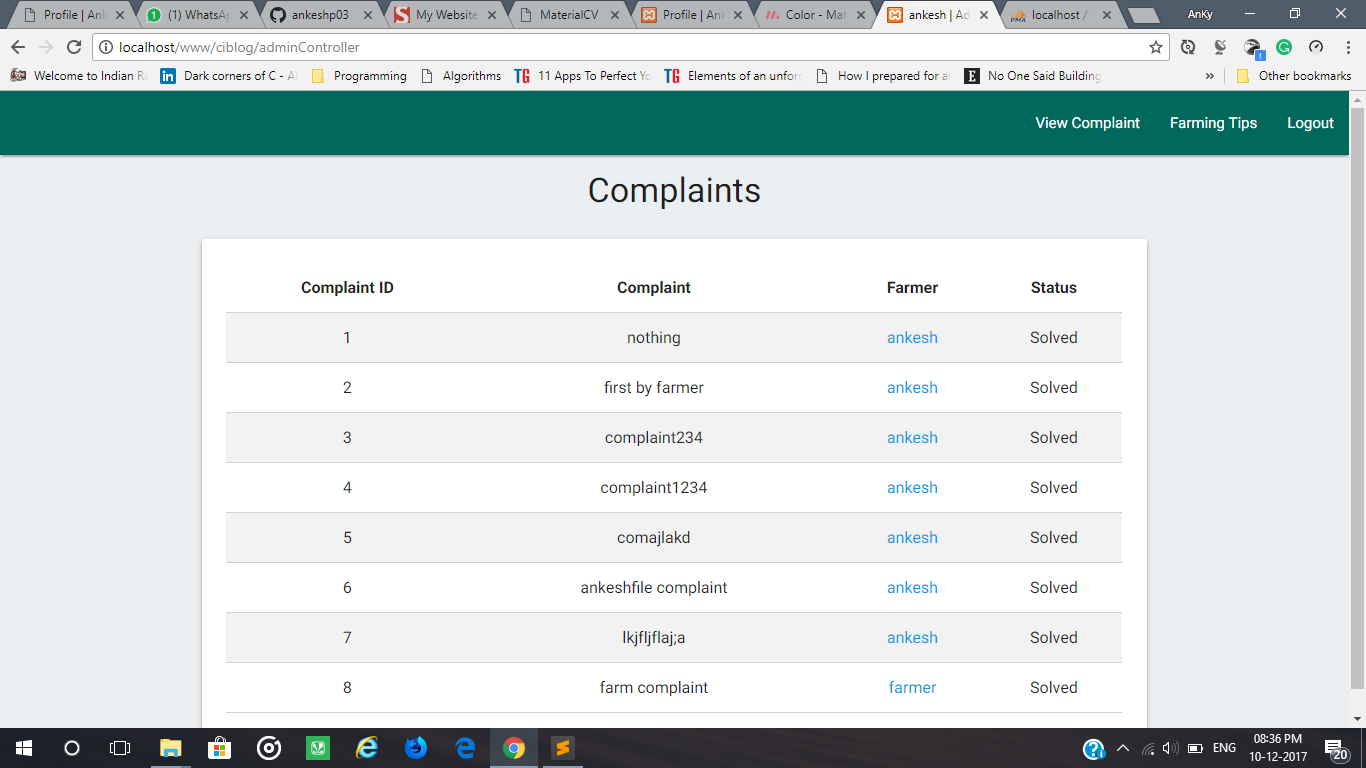 Profile | Ank
(1) WhatsAp
ankeshp03
My Website
MaterialCV
Profile | Ank
Color - Mat
ankesh | Ad
localhost /
AnKy
localhost/www/ciblog/adminController
Welcome to Indian Ra
Dark corners of C - A
Programming
Algorithms
TG 11 Apps To Perfect Yo
TG Elements of an unforg
How I prepared for a
E No One Said Building
»
Other bookmarks
View Complaint Farming Tips Logout
Complaints
Complaint ID Complaint Farmer Status
1 nothing ankesh Solved
2 first by farmer ankesh Solved
3 complaint234 ankesh Solved
4 complaint1234 ankesh Solved
5 comajlakd ankesh Solved
6 ankeshfile complaint ankesh Solved
7 lkjfljflaj;a ankesh Solved
8 farm complaint farmer Solved
ENG
08:36 PM
10-12-2017
20